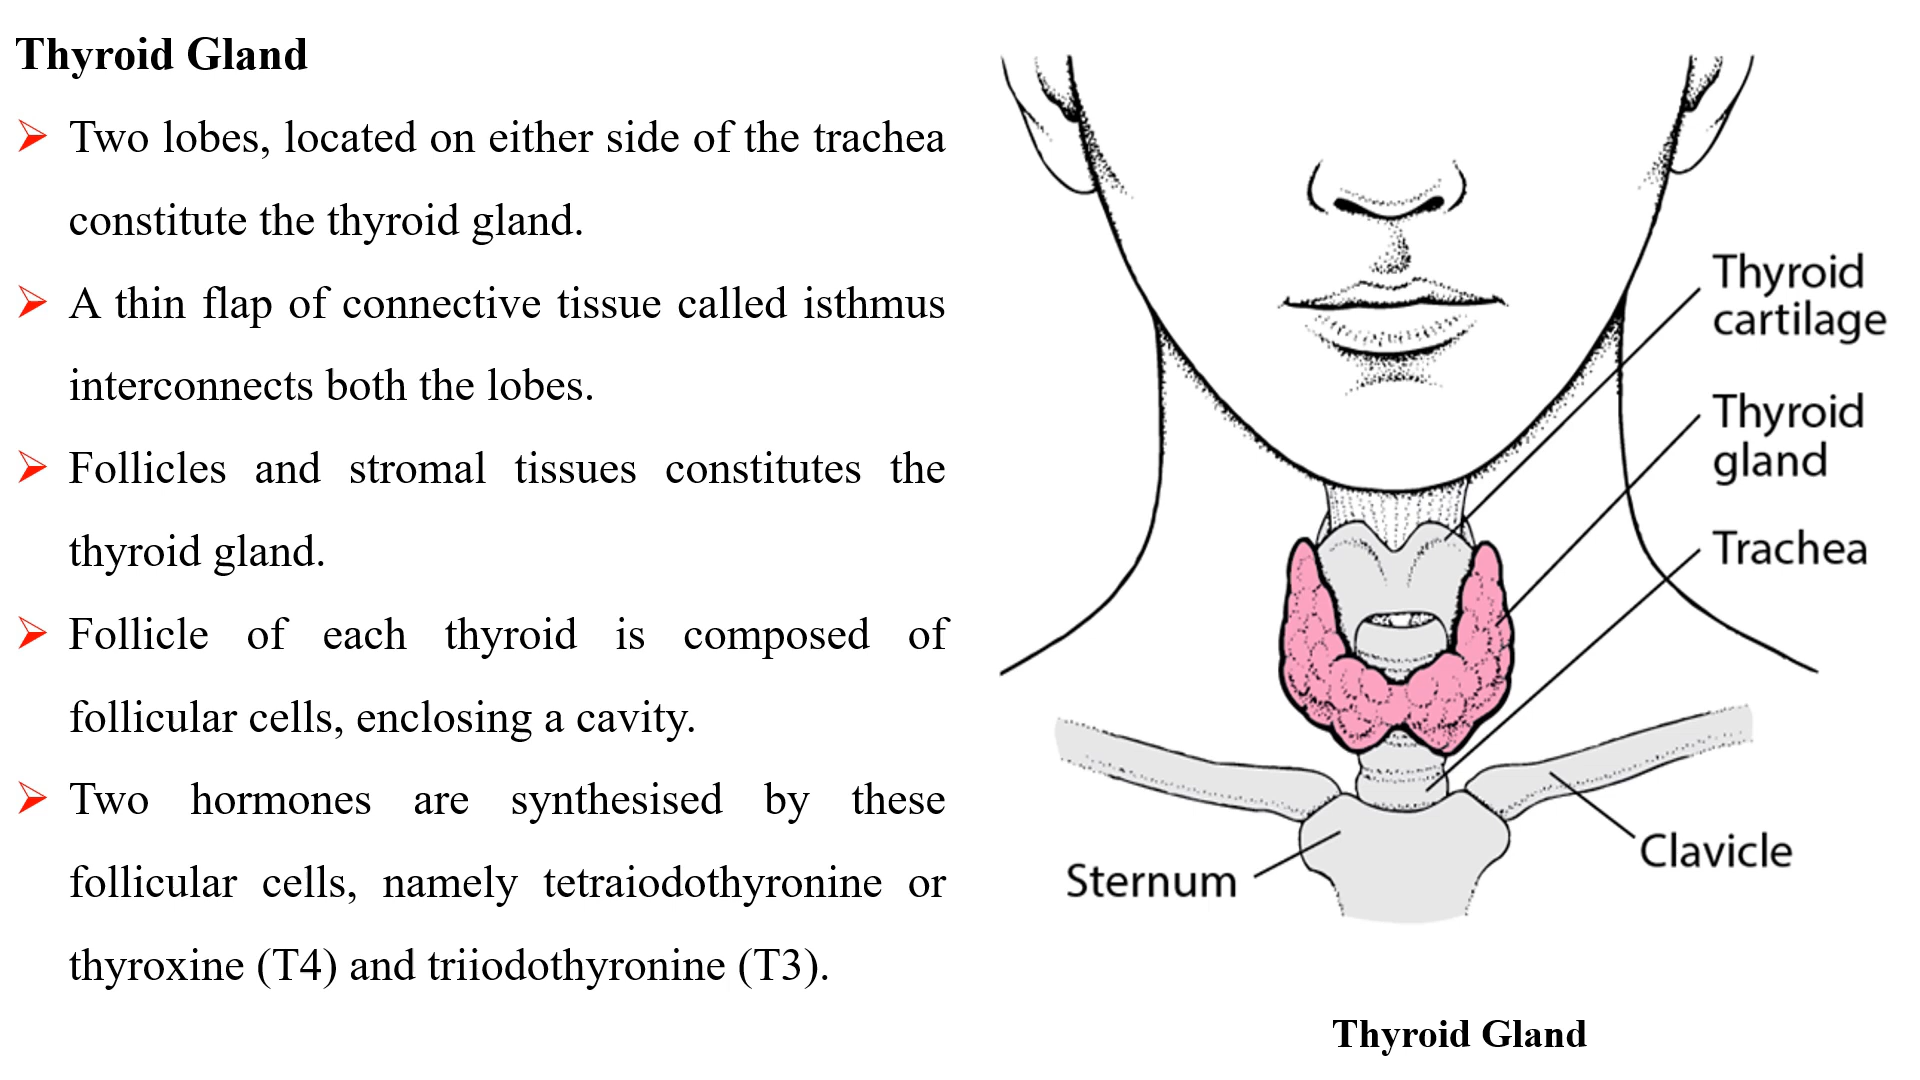 Thyroid Gland
Two lobes, located on either side of the trachea
constitute the thyroid gland.
A thin flap of connective tissue called isthmus
interconnects both the lobes.
Follicles and stromal tissues constitutes the
thyroid gland.
Follicle of each thyroid is composed of
follicular cells, enclosing a cavity.
Two hormones are synthesised by these
follicular cells, namely tetraiodothyronine or
thyroxine (T4) and triiodothyronine (T3).
Thyroid
cartilage
Thyroid
gland
Trachea
Clavicle
Sternum
Thyroid Gland